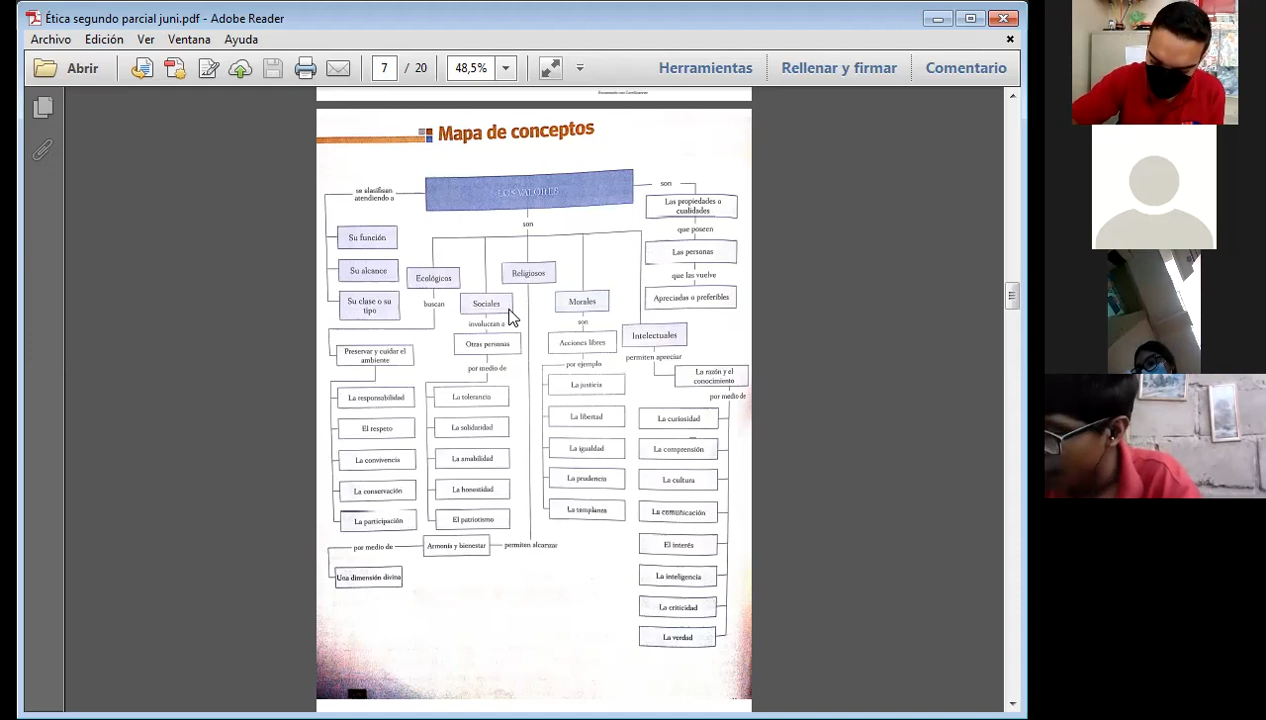 Ética segundo parcial juni.pdf - Adobe Reader
Archivo Edición Ver Ventana Ayuda
Abrir
7 / 20
48,5%
Herramientas Rellenar y firmar Comentario
Mapa de conceptos
LOS VALORES
se clasifican
atendiendo a
Su función
Su alcance
Su clase o su
tipo
son
Las propiedades o
cualidades
que poseen
Las personas
que las vuelve
Apreciadas o preferibles
son
Ecológicos
buscan
Preservar y cuidar el
ambiente
La responsabilidad
El respeto
La convivencia
La conservación
La participación
Sociales
involucran a
Otras personas
por medio de
La tolerancia
La solidaridad
La amabilidad
La honestidad
El patriotismo
Religiosos
permiten alcanzar
Armonía y bienestar
por medio de
Una dimensión divina
Morales
son
Acciones libres
por ejemplo
La justicia
La libertad
La igualdad
La prudencia
La templanza
Intelectuales
permiten apreciar
La razón y el
conocimiento
por medio de
La curiosidad
La comprensión
La cultura
La comunicación
El interés
La inteligencia
La criticidad
La verdad